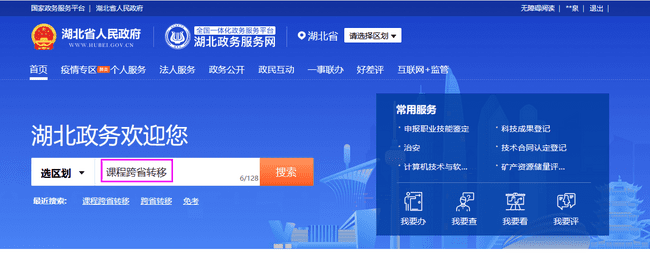 国家政务服务平台 | 湖北省人民政府 无障碍阅读 | **泉 | 退出 |
湖北省人民政府 WWW.HUBEI.GOV.CN 全国一体化政务服务平台 湖北政务服务网 湖北省 请选择区划
首页 疫情专区 个人服务 法人服务 政务公开 政民互动 一事联办 好差评 互联网+监管
湖北政务欢迎您
选区划 课程跨省转移 6/128 搜索
最近搜索: 课程跨省转移 跨省转移 免考
常用服务
· 申报职业技能鉴定 · 科技成果登记
· 治安 · 技术合同认定登记
· 计算机技术与软... · 矿产资源储量评...
我要办 我要查 我要看 我要评